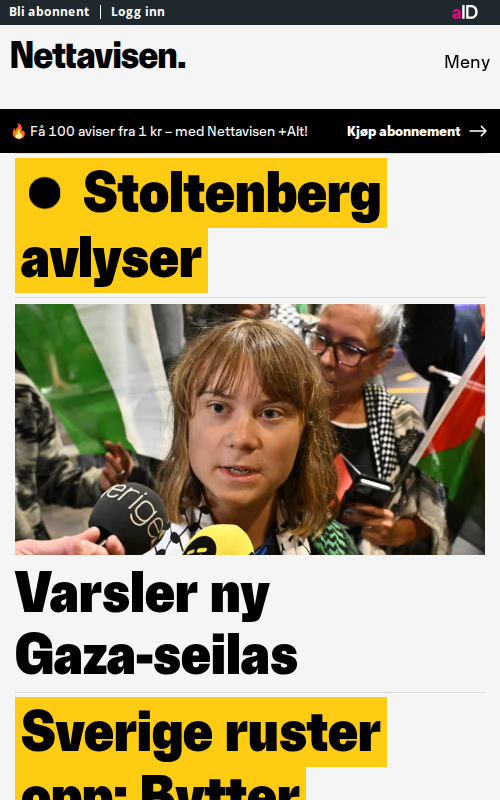 Bli abonnent
Logg inn
aID
Nettavisen.
Meny
Få 100 aviser fra 1 kr – med Nettavisen +Alt!
Kjøp abonnement
Stoltenberg
avlyser
erige
Varsler ny
Gaza-seilas
Sverige ruster
opp: Bytter